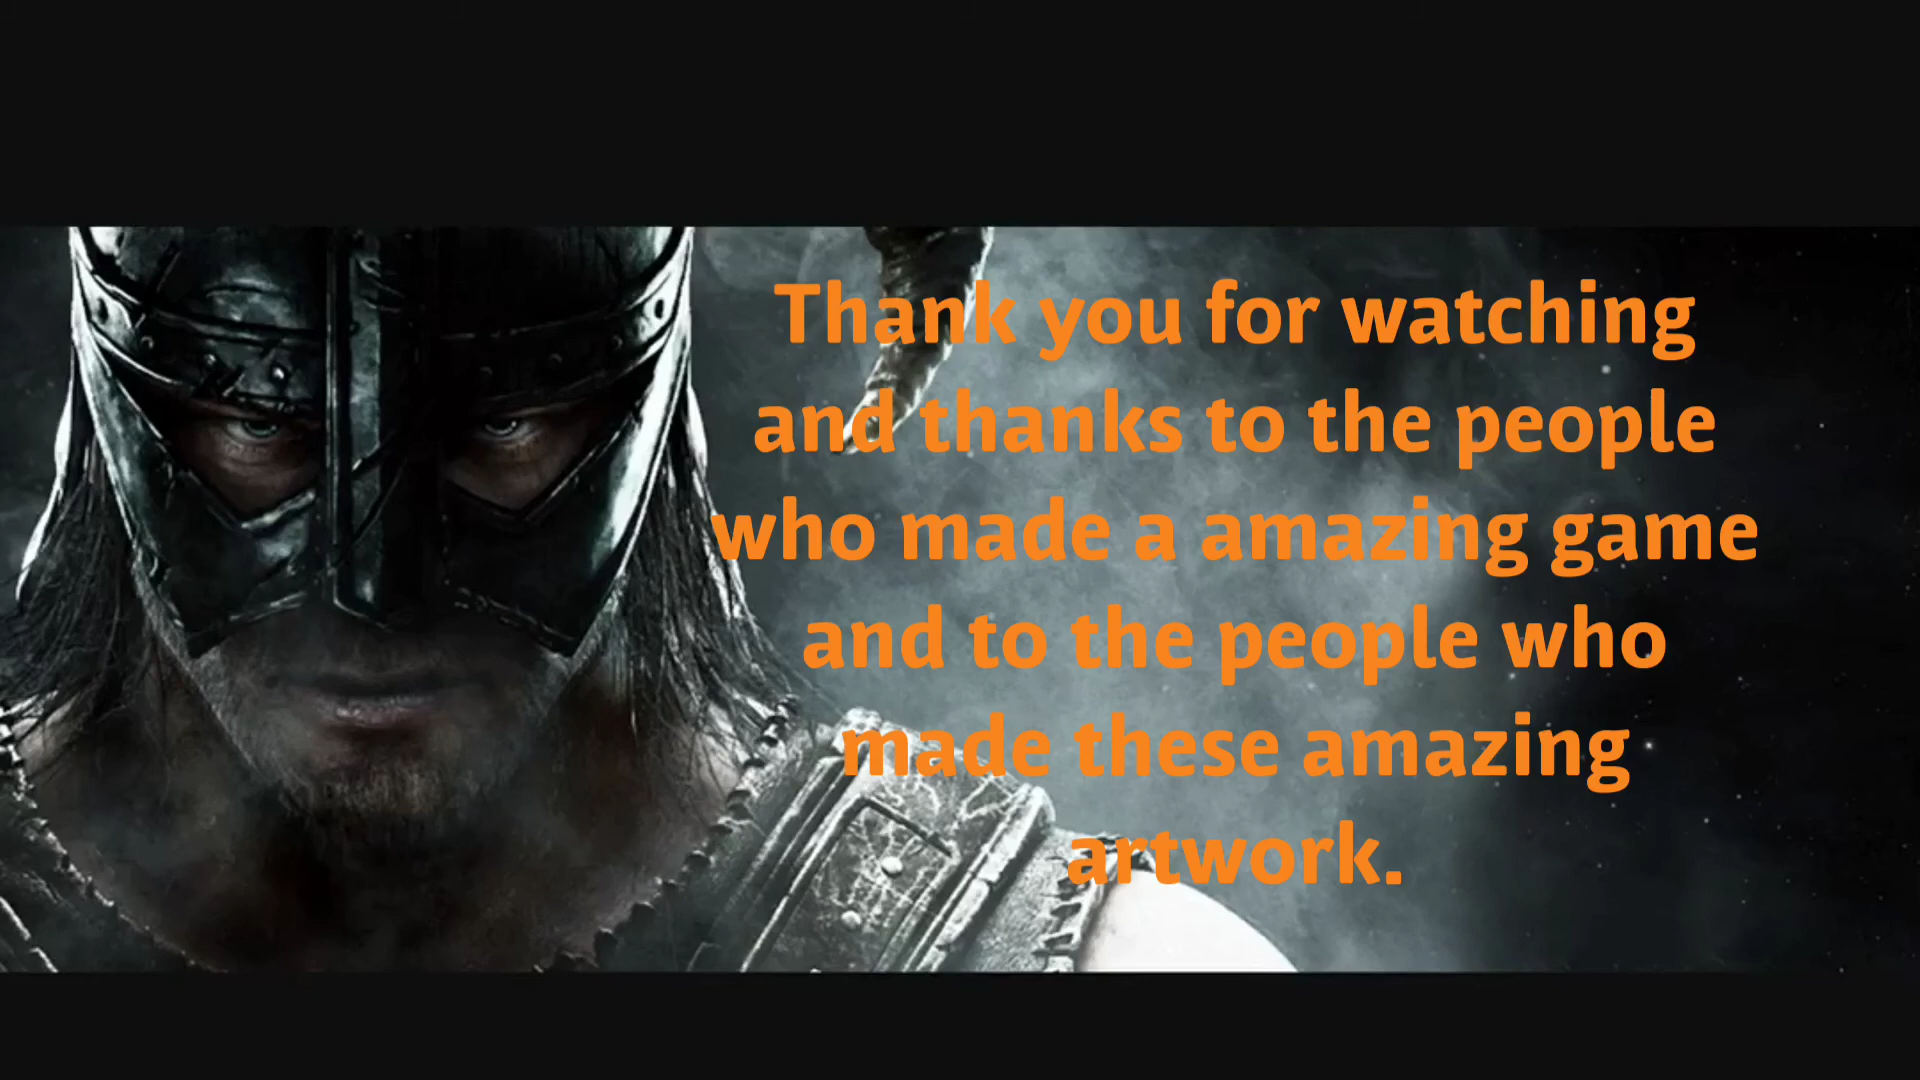 Thank you for watching
and thanks to the people
who made a amazing game
and to the people who
made these amazing
artwork.